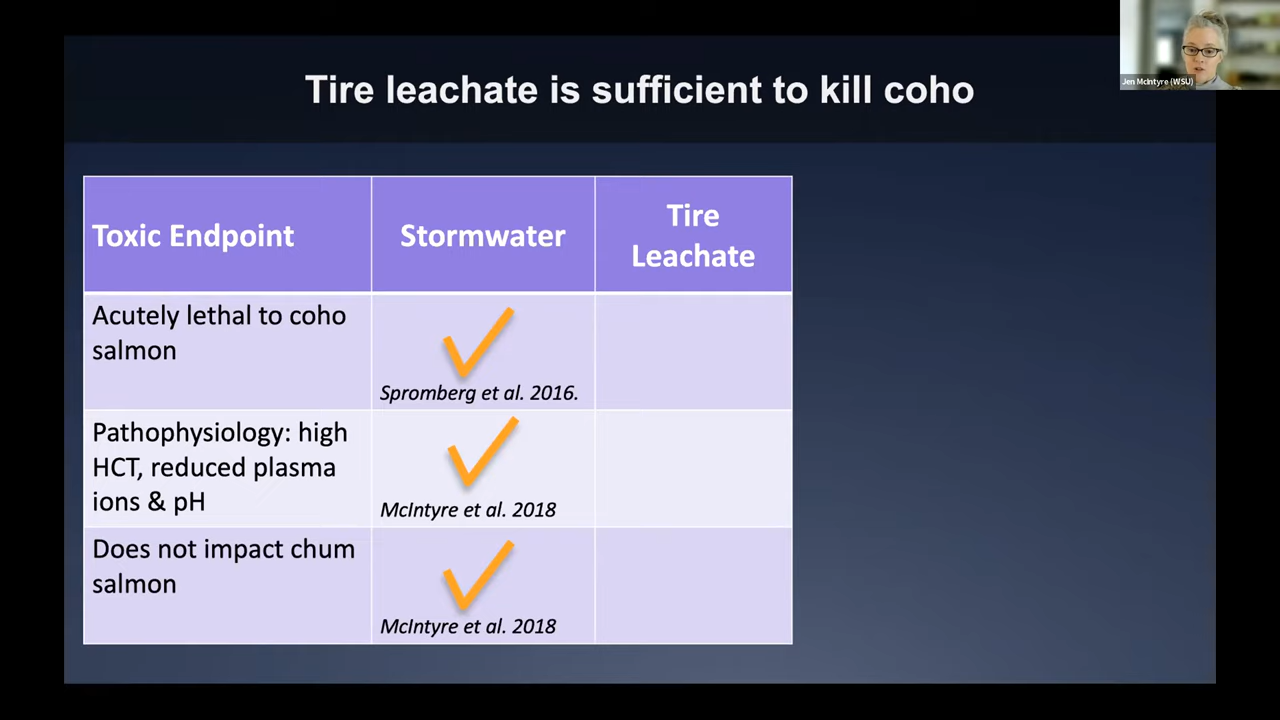 Tire leachate is sufficient to kill coho
Jen McIntyre (WSU)
Toxic Endpoint
Stormwater
Tire
Leachate
Acutely lethal to coho
salmon
Spromberg et al. 2016.
Pathophysiology: high
HCT, reduced plasma
ions & pH
McIntyre et al. 2018
Does not impact chum
salmon
McIntyre et al. 2018